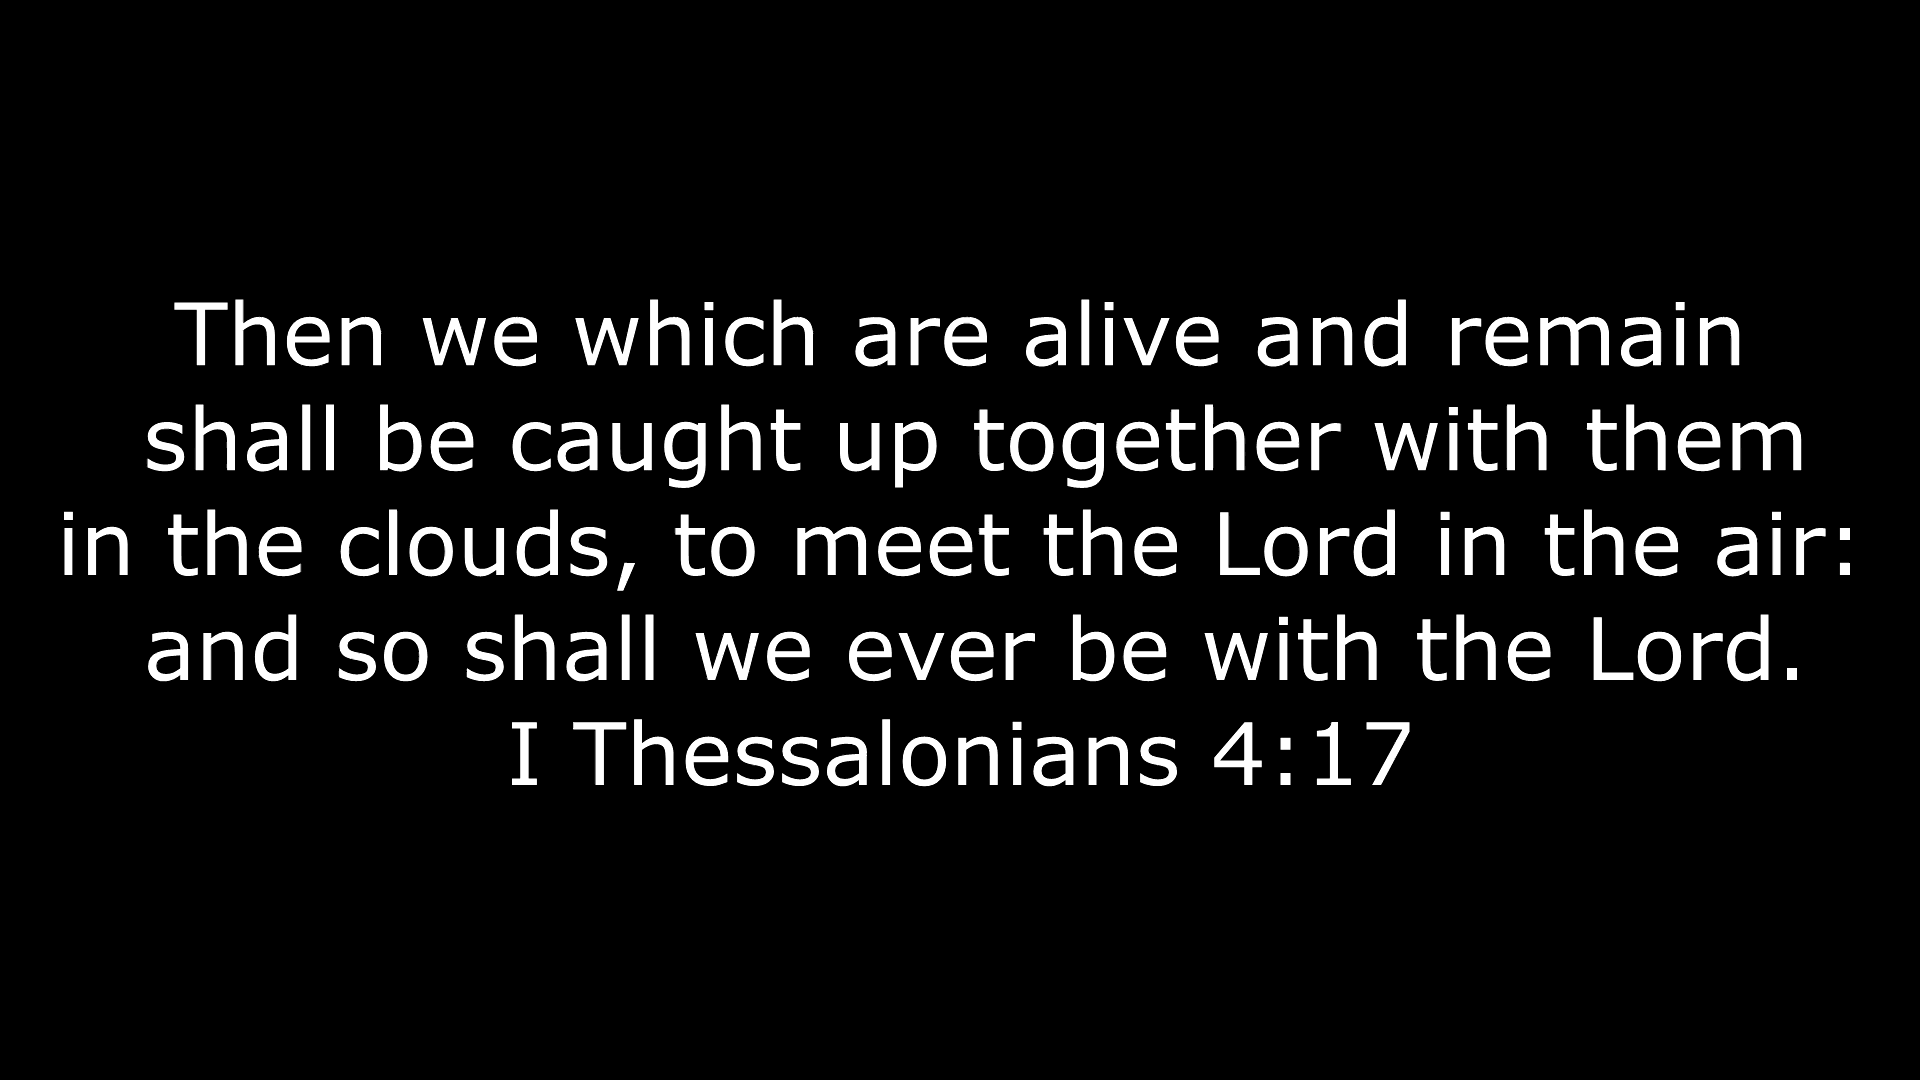 Then we which are alive and remain
shall be caught up together with them
in the clouds, to meet the Lord in the air:
and so shall we ever be with the Lord.
I Thessalonians 4:17